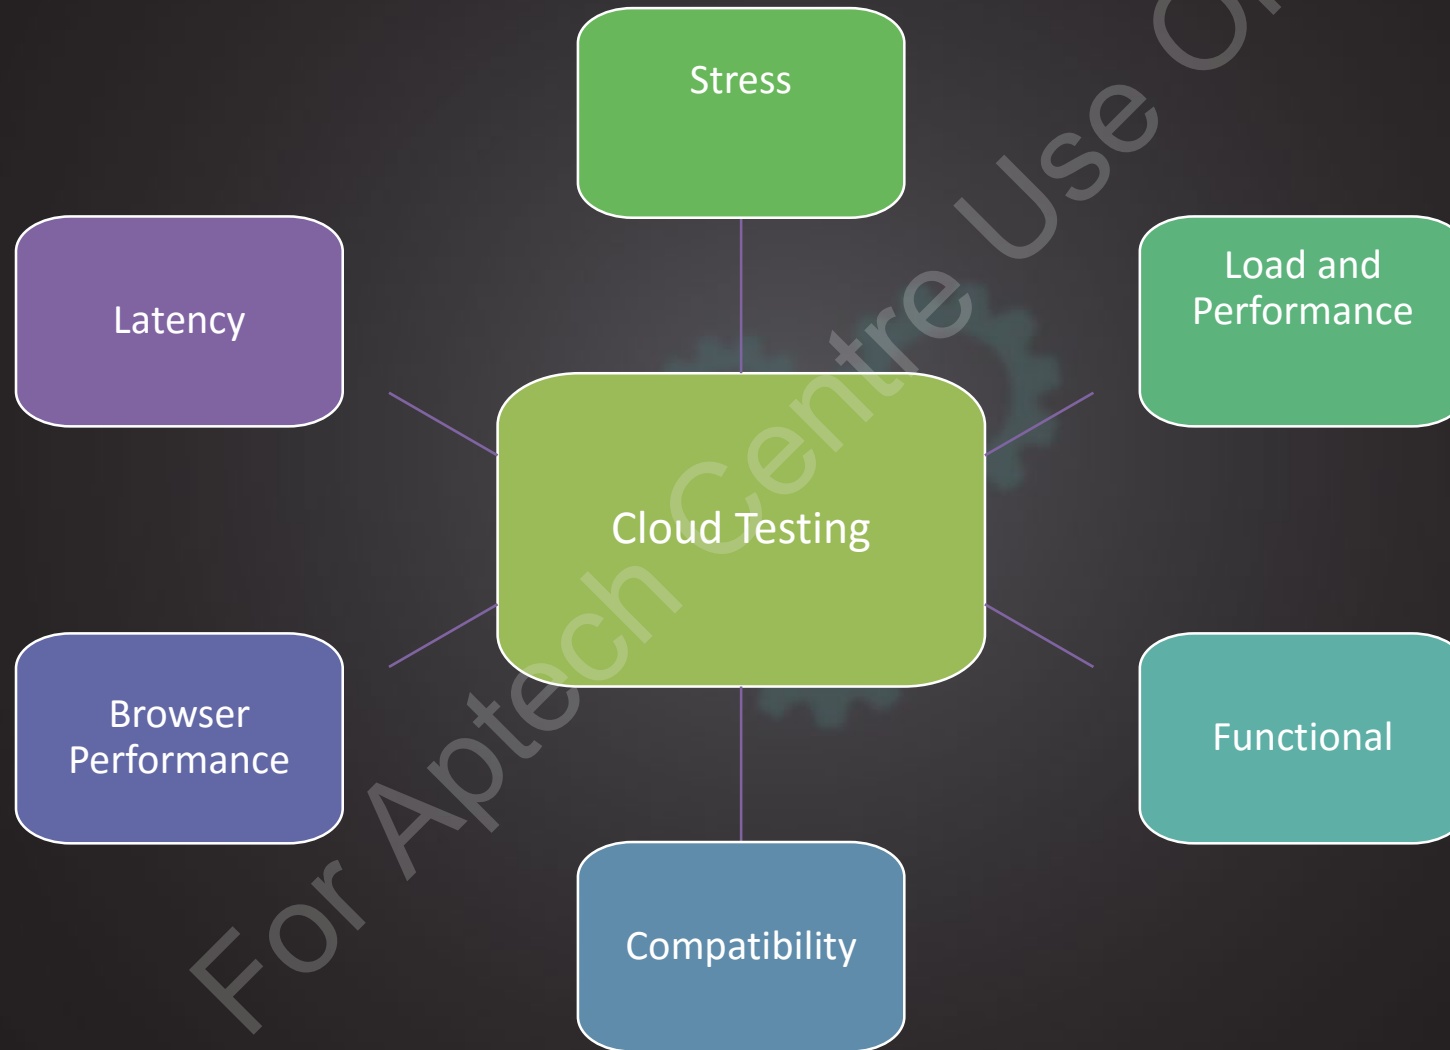 Stress
Latency
Load and
Performance
Cloud Testing
Browser
Performance
Functional
Compatibility
For Aptech Centre Use